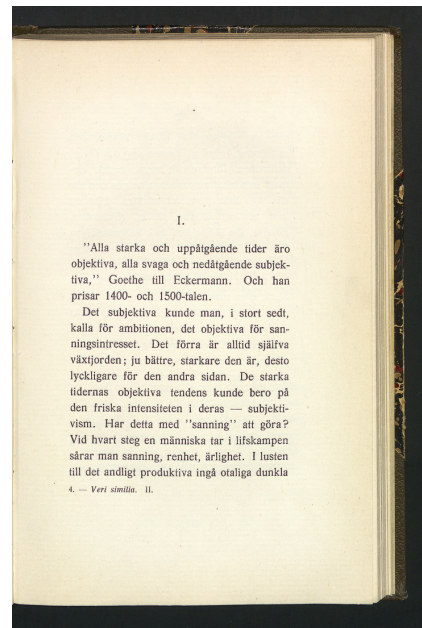 I.
"Alla starka och uppåtgående tider äro
objektiva, alla svaga och nedåtgående subjek-
tiva," Goethe till Eckermann. Och han
prisar 1400- och 1500-talen.
Det subjektiva kunde man, i stort sedt,
kalla för ambitionen, det objektiva för san-
ningsintresset. Det förra är alltid själfva
växtjorden; ju bättre, starkare den är, desto
lyckligare för den andra sidan. De starka
tidernas objektiva tendens kunde bero på
den friska intensiteten i deras — subjekti-
vism. Har detta med "sanning" att göra?
Vid hvart steg en människa tar i lifskampen
sårar man sanning, renhet, ärlighet. I lusten
till det andligt produktiva ingå otaliga dunkla
4. — Veri similia. II.